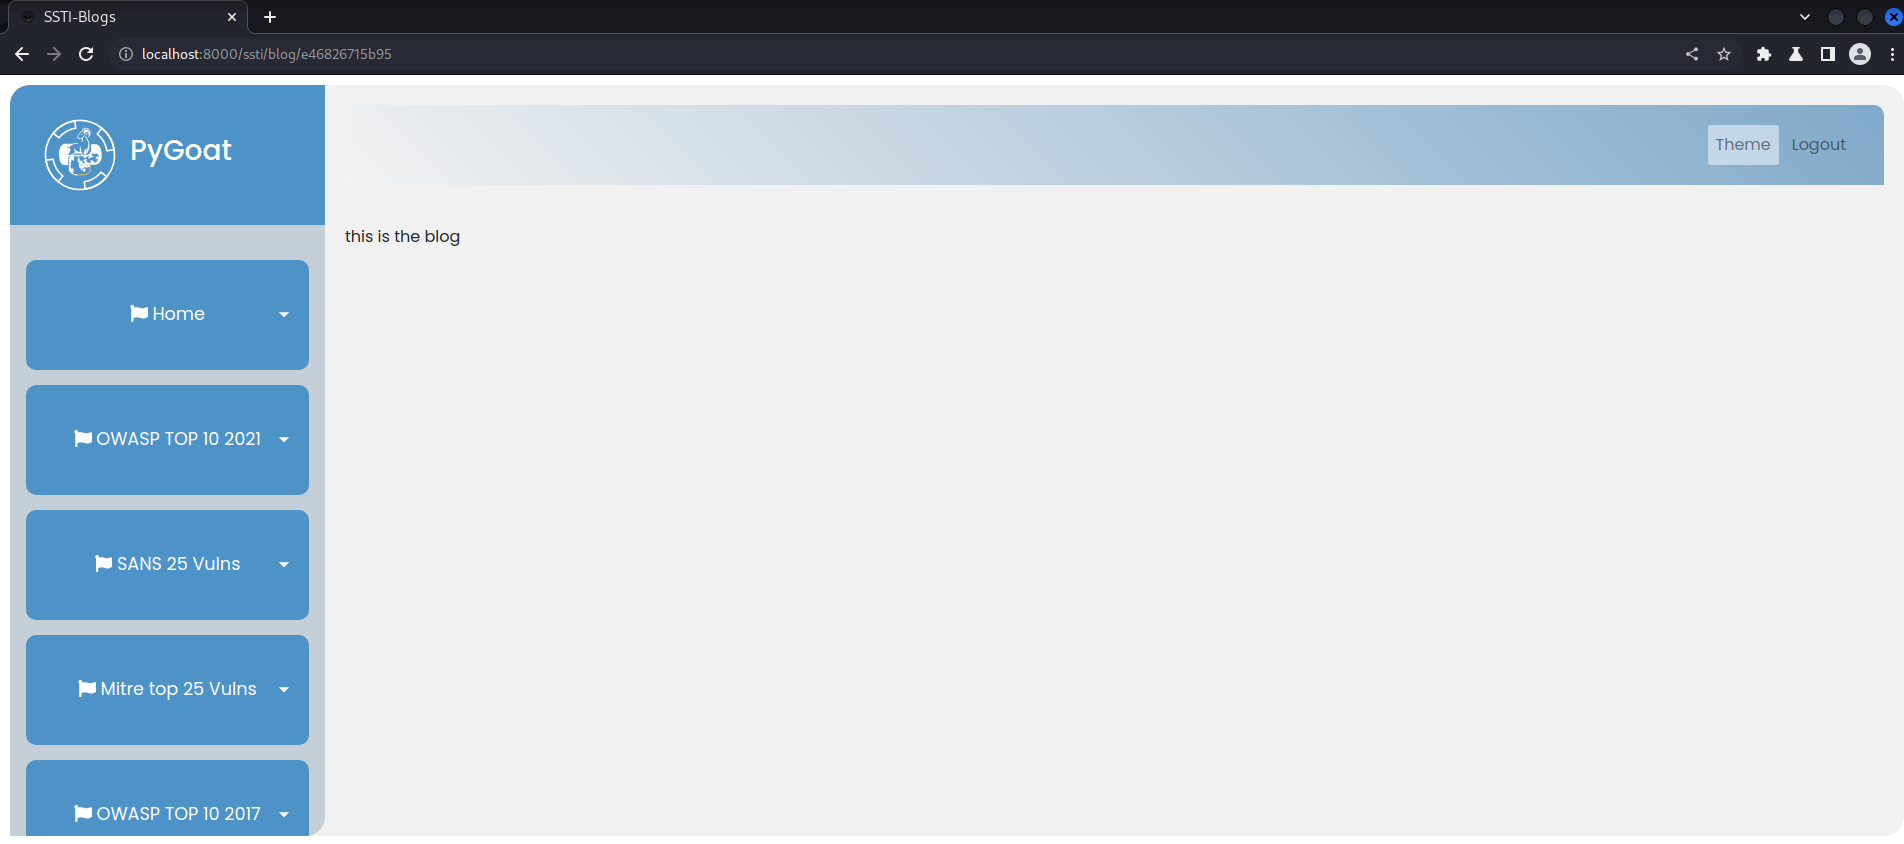 SSTI-Blogs
localhost:8000/ssti/blog/e46826715b95
PyGoat
Theme Logout
this is the blog
Home
OWASP TOP 10 2021
SANS 25 Vulns
Mitre top 25 Vulns
OWASP TOP 10 2017